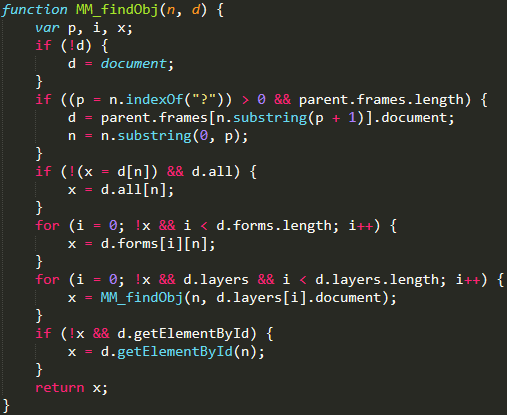 function MM_findObj(n, d) {
    var p, i, x;
    if (!d) {
        d = document;
    }
    if ((p = n.indexOf("?")) > 0 && parent.frames.length) {
        d = parent.frames[n.substring(p + 1)].document;
        n = n.substring(0, p);
    }
    if (!(x = d[n]) && d.all) {
        x = d.all[n];
    }
    for (i = 0; !x && i < d.forms.length; i++) {
        x = d.forms[i][n];
    }
    for (i = 0; !x && d.layers && i < d.layers.length; i++) {
        x = MM_findObj(n, d.layers[i].document);
    }
    if (!x && d.getElementById) {
        x = d.getElementById(n);
    }
    return x;
}